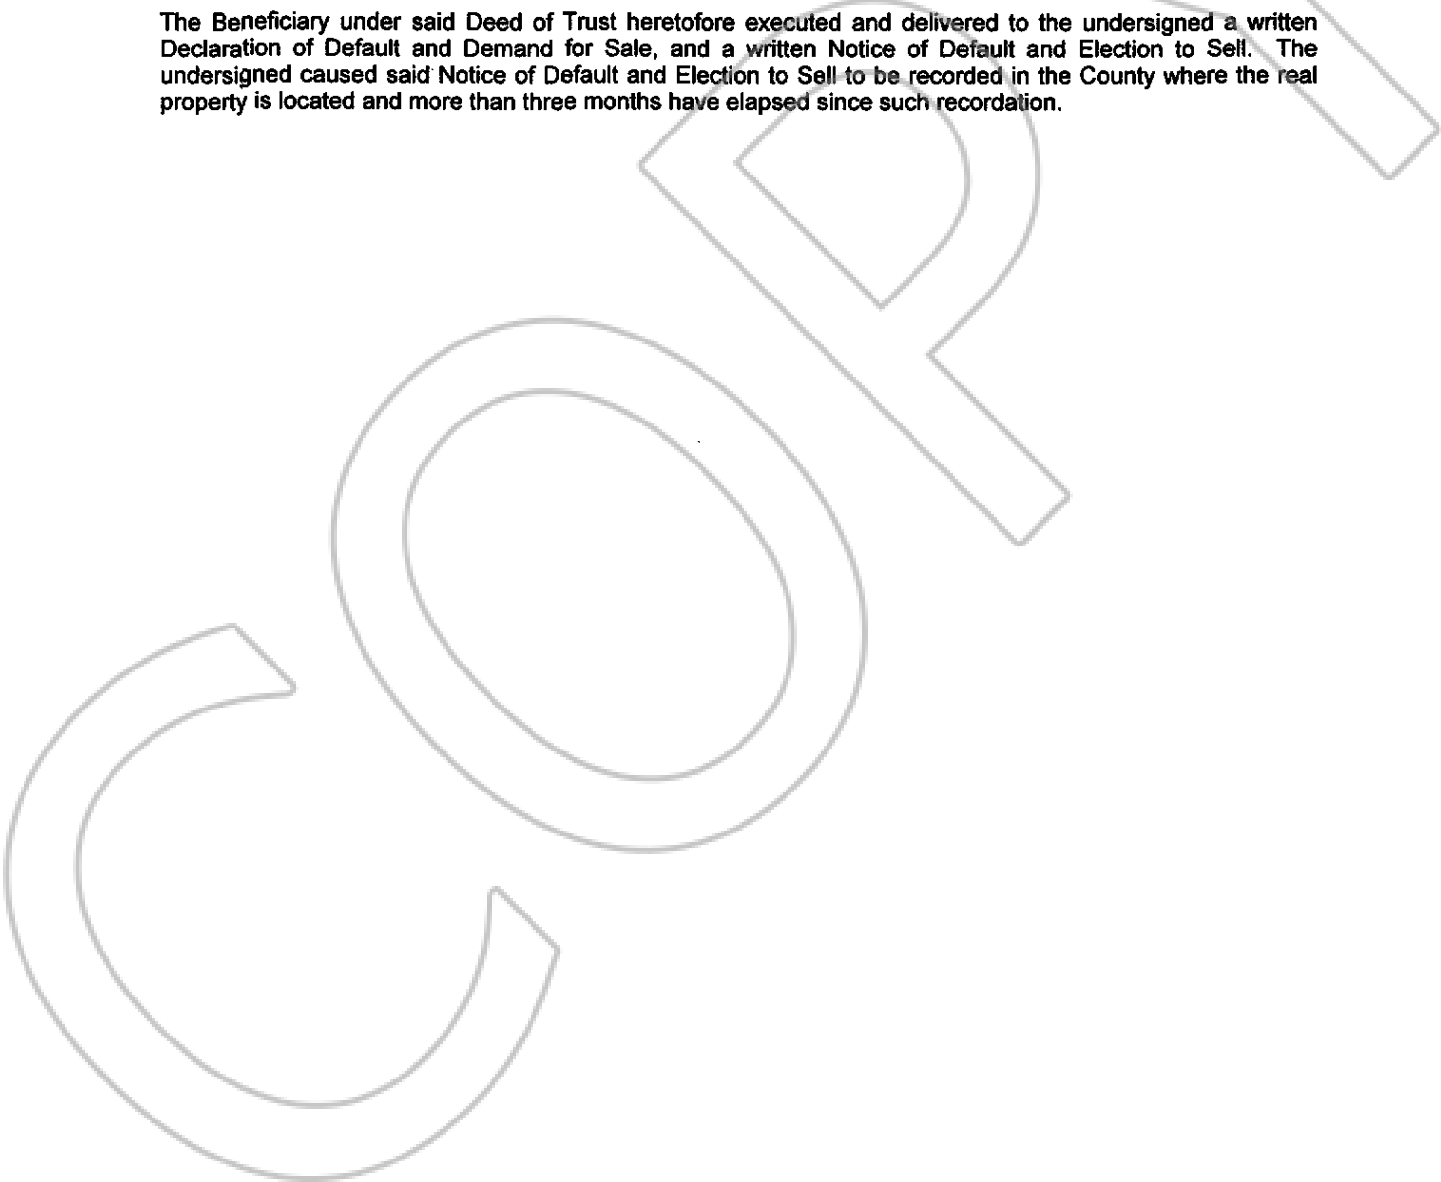 The Beneficiary under said Deed of Trust heretofore executed and delivered to the undersigned a written
Declaration of Default and Demand for Sale, and a written Notice of Default and Election to Sell. The
undersigned caused said Notice of Default and Election to Sell to be recorded in the County where the real
property is located and more than three months have elapsed since such recordation.
COPY